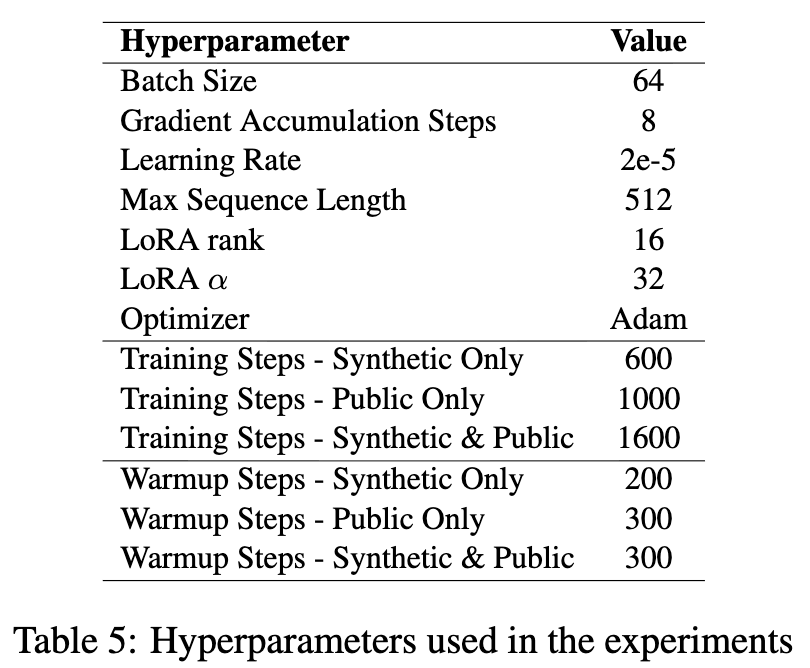 Hyperparameter Value
Batch Size 64
Gradient Accumulation Steps 8
Learning Rate 2e-5
Max Sequence Length 512
LoRA rank 16
LoRA α 32
Optimizer Adam
Training Steps - Synthetic Only 600
Training Steps - Public Only 1000
Training Steps - Synthetic & Public 1600
Warmup Steps - Synthetic Only 200
Warmup Steps - Public Only 300
Warmup Steps - Synthetic & Public 300
Table 5: Hyperparameters used in the experiments